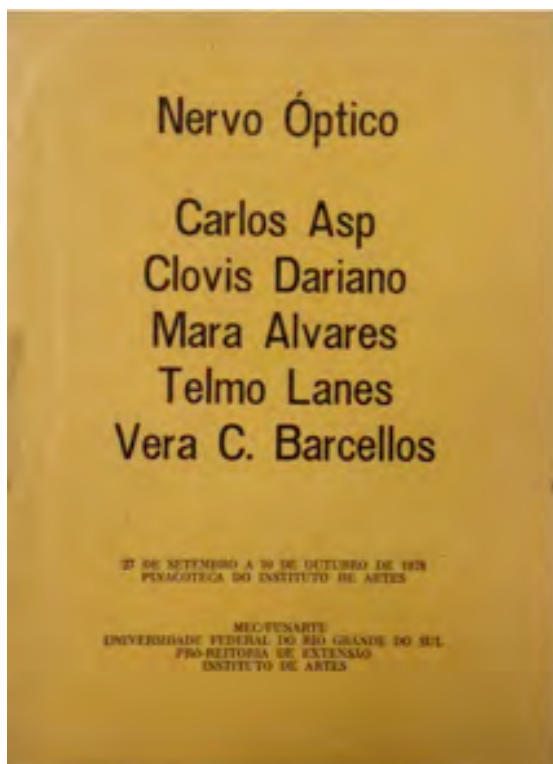 Nervo Óptico
Carlos Asp
Clovis Dariano
Mara Alvares
Telmo Lanes
Vera C. Barcellos
27 DE SETEMBRO A 10 DE OUTUBRO DE 1978
PINACOTECA DO INSTITUTO DE ARTES
MEC/FUNARTE
UNIVERSIDADE FEDERAL DO RIO GRANDE DO SUL
PRÓ-REITORIA DE EXTENSÃO
INSTITUTO DE ARTES